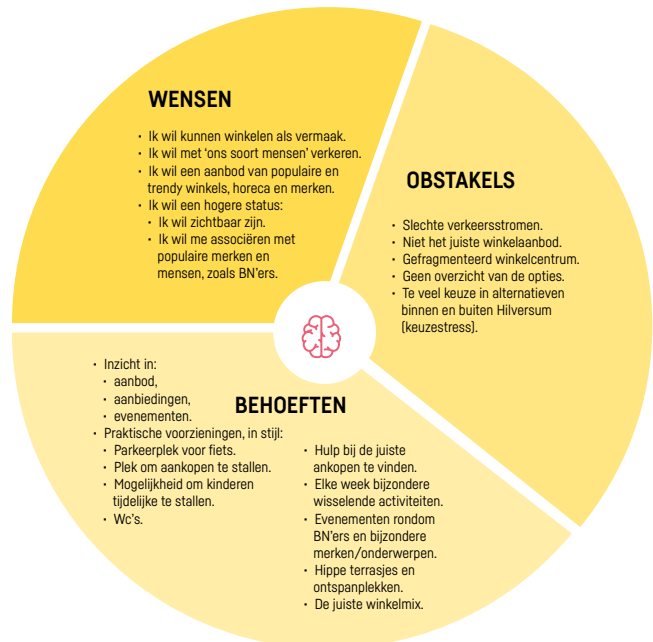 WENSEN
· Ik wil kunnen winkelen als vermaak.
· Ik wil met ‘ons soort mensen’ verkeren.
· Ik wil een aanbod van populaire en
trendy winkels, horeca en merken.
· Ik wil een hogere status:
· Ik wil zichtbaar zijn.
· Ik wil me associëren met
populaire merken en
mensen, zoals BN’ers.
OBSTAKELS
· Slechte verkeersstromen.
· Niet het juiste winkelaanbod.
· Gefragmenteerd winkelcentrum.
· Geen overzicht van de opties.
· Te veel keuze in alternatieven
binnen en buiten Hilversum
(keuzestress).
BEHOEFTEN
· Inzicht in:
· aanbod,
· aanbiedingen,
· evenementen.
· Praktische voorzieningen, in stijl:
· Parkeerplek voor fiets.
· Plek om aankopen te stallen.
· Mogelijkheid om kinderen
tijdelijke te stallen.
· Wc’s.
· Hulp bij de juiste
ankopen te vinden.
· Elke week bijzondere
wisselende activiteiten.
· Evenementen rondom
BN’ers en bijzondere
merken/onderwerpen.
· Hippe terrasjes en
ontspanplekken.
· De juiste winkelmix.